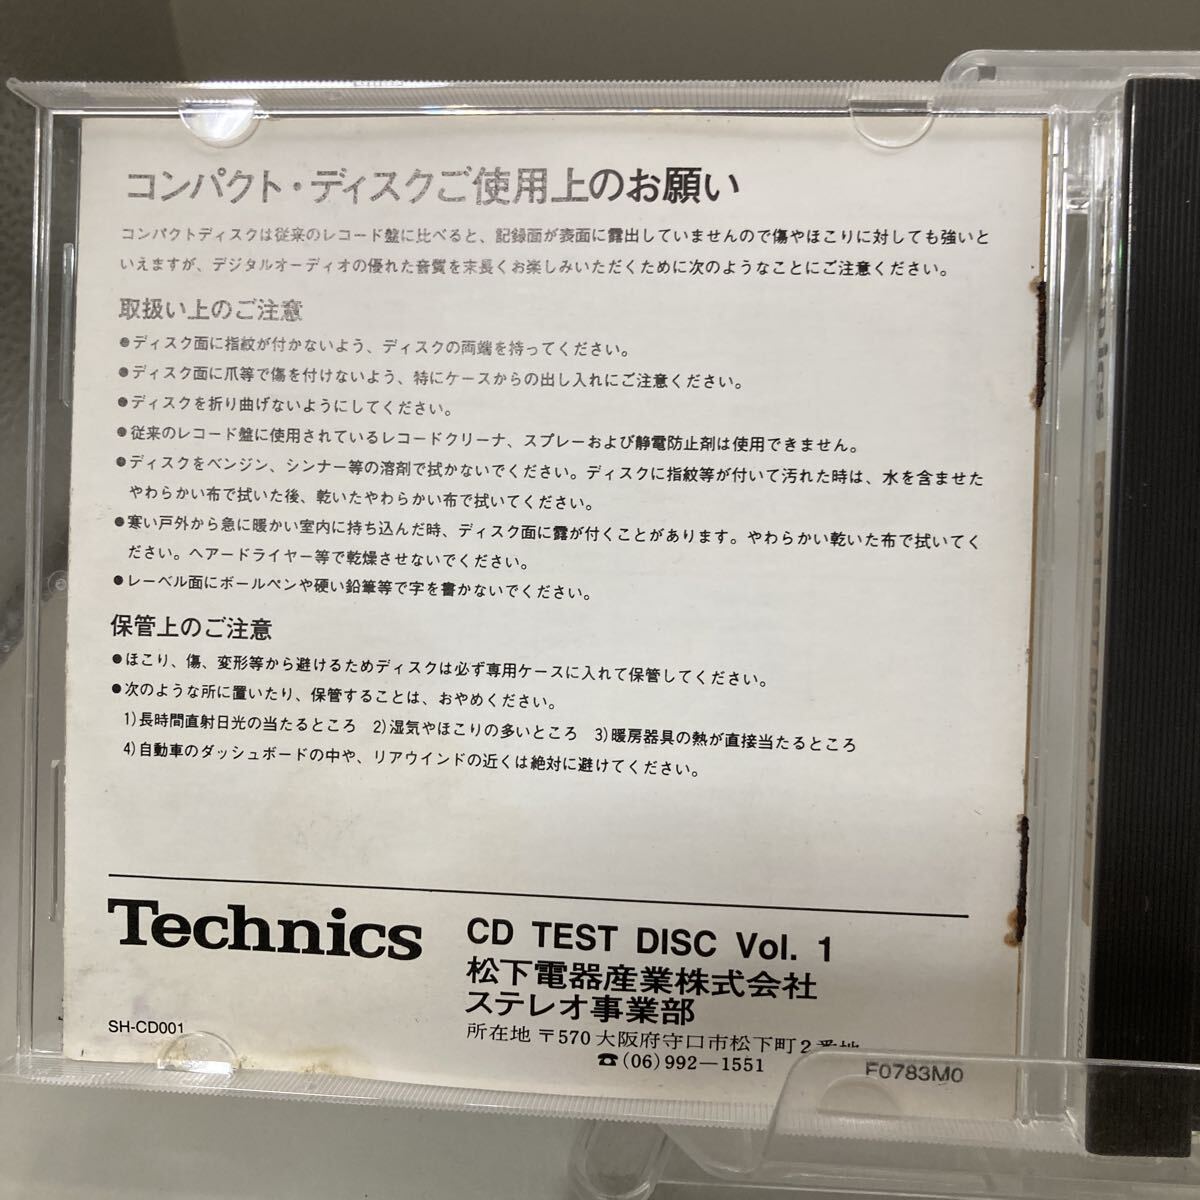 コンパクト・ディスクご使用上のお願い
コンパクトディスクは従来のレコード盤に比べると、記録面が表面に露出していませんので傷やほこりに対しても強いと
いえますが、デジタルオーディオの優れた音質を末長くお楽しみいただくために次のようなことにご注意ください。
取扱い上のご注意
●ディスク面に指紋が付かないよう、ディスクの両端を持ってください。
●ディスク面に爪等で傷を付けないよう、特にケースからの出し入れにご注意ください。
●ディスクを折り曲げないようにしてください。
●従来のレコード盤に使用されているレコードクリーナ、スプレーおよび静電防止剤は使用できません。
●ディスクをベンジン、シンナー等の溶剤で拭かないでください。ディスクに指紋等が付いて汚れた時は、水を含ませた
やわらかい布で拭いた後、乾いたやわらかい布で拭いてください。
●寒い戸外から急に暖かい室内に持ち込んだ時、ディスク面に露が付くことがあります。やわらかい乾いた布で拭いてく
ださい。ヘアードライヤー等で乾燥させないでください。
●レーベル面にボールペンや硬い鉛筆等で字を書かないでください。
保管上のご注意
●ほこり、傷、変形等から避けるためディスクは必ず専用ケースに入れて保管してください。
●次のような所に置いたり、保管することは、おやめください。
1)長時間直射日光の当たるところ 2)湿気やほこりの多いところ 3)暖房器具の熱が直接当たるところ
4)自動車のダッシュボードの中や、リアウインドの近くは絶対に避けてください。
Technics
CD TEST DISC Vol. 1
松下電器産業株式会社
ステレオ事業部
SH-CD001
所在地 〒570 大阪府守口市松下町2番地
☎(06)992-1551
F0783M0